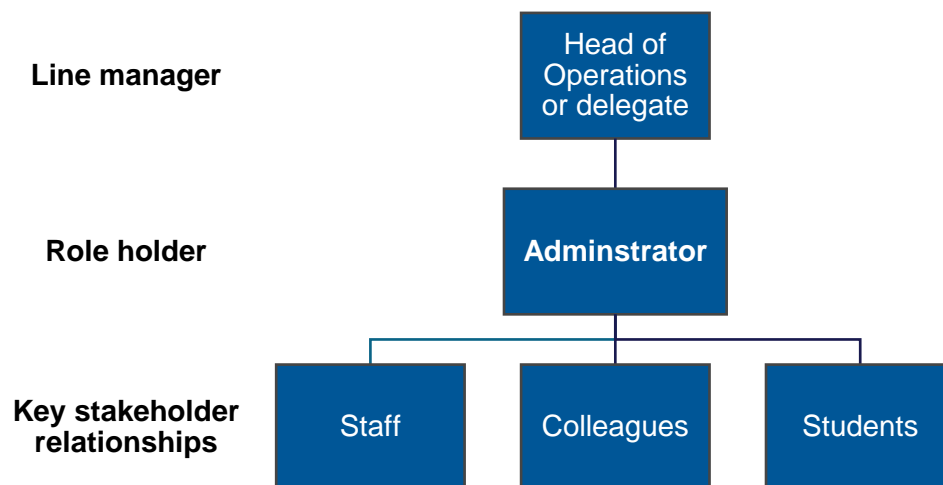 Line manager
Head of
Operations
or delegate
Role holder
Adminstrator
Key stakeholder
relationships
Staff
Colleagues
Students